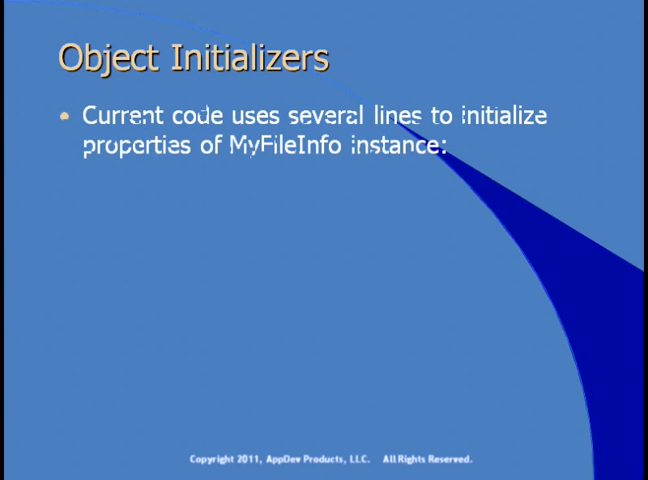 Object Initializers
• Current code uses several lines to initialize
properties of MyFileInfo instance:
Copyright 2011, AppDev Products, LLC. All Rights Reserved.